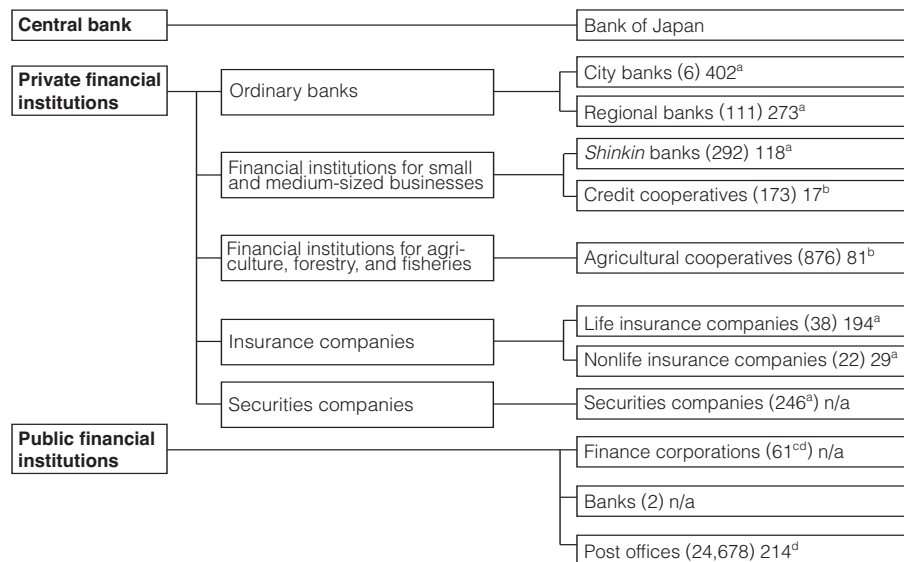 Central bank
Bank of Japan
Private financial
institutions
Ordinary banks
City banks (6) 402ᵃ
Regional banks (111) 273ᵃ
Financial institutions for small
and medium-sized businesses
Shinkin banks (292) 118ᵃ
Credit cooperatives (173) 17ᵇ
Financial institutions for agri-
culture, forestry, and fisheries
Agricultural cooperatives (876) 81ᵇ
Insurance companies
Life insurance companies (38) 194ᵃ
Nonlife insurance companies (22) 29ᵃ
Securities companies
Securities companies (246ᵃ) n/a
Public financial
institutions
Finance corporations (61ᶜᵈ) n/a
Banks (2) n/a
Post offices (24,678) 214ᵈ